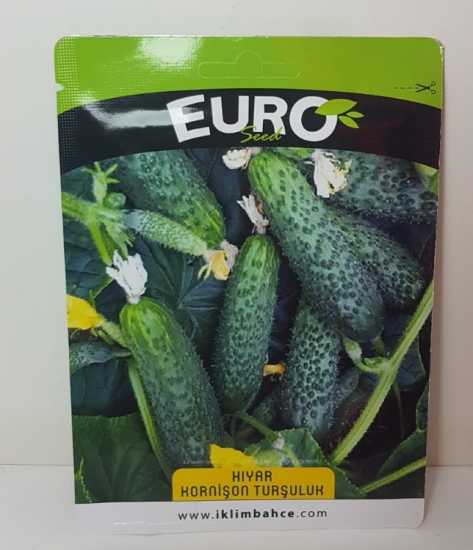 EURO
Seed
HIYAR
KORNİŞON TURŞULUK
www.iklimbahce.com